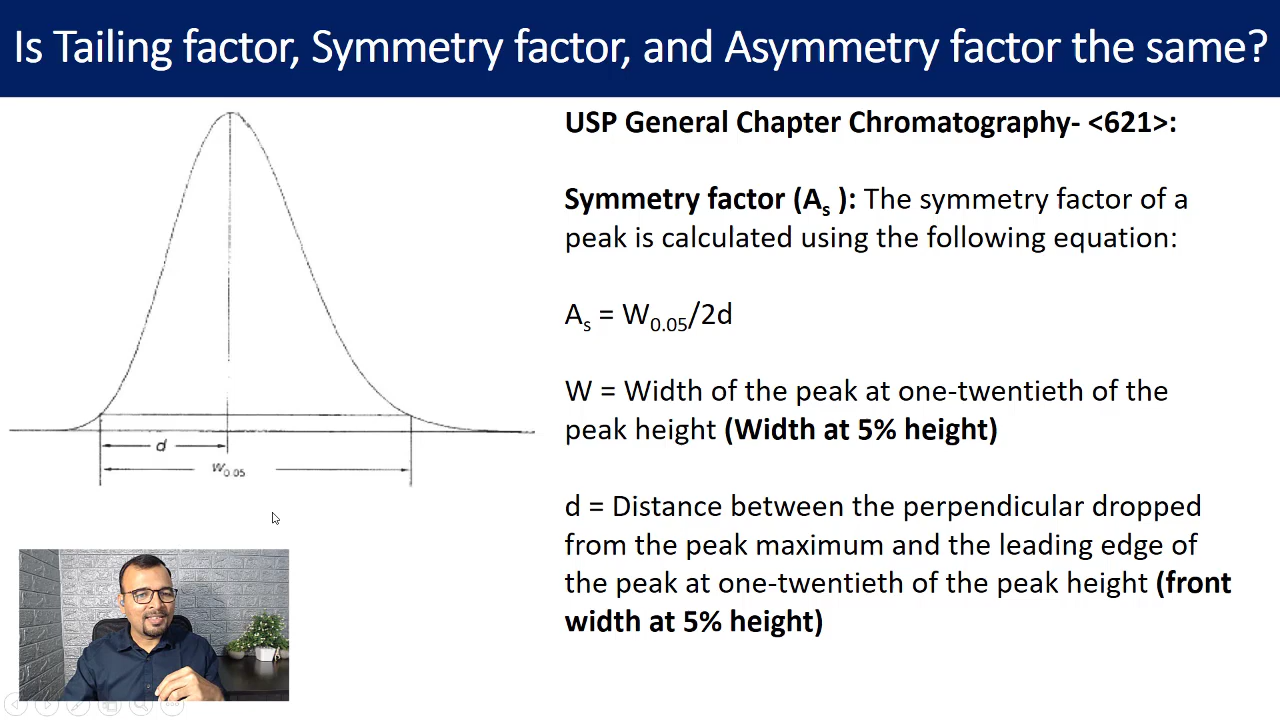 Is Tailing factor, Symmetry factor, and Asymmetry factor the same?
USP General Chapter Chromatography- <621>:
Symmetry factor (As ): The symmetry factor of a
peak is calculated using the following equation:
As = W0.05/2d
W = Width of the peak at one-twentieth of the
peak height (Width at 5% height)
d = Distance between the perpendicular dropped
from the peak maximum and the leading edge of
the peak at one-twentieth of the peak height (front
width at 5% height)
d
W0.05